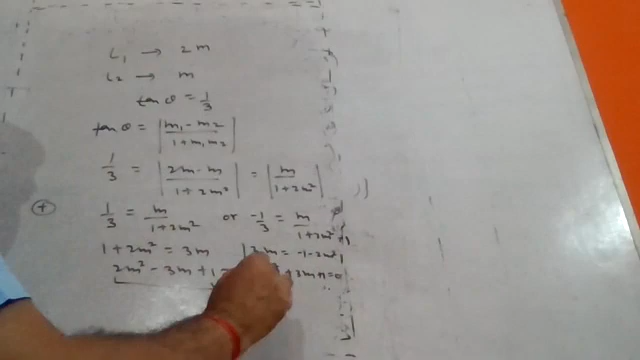 L₁ → 2m
L₂ → m
tan θ = 1/3
tan θ = |(m₁ - m₂)/(1 + m₁m₂)|
1/3 = |(2m - m)/(1 + 2m²)| = |m/(1 + 2m²)|
1/3 = m/(1 + 2m²) or -1/3 = m/(1 + 2m²)
1 + 2m² = 3m | 3m = -1 - 2m²
2m² - 3m + 1 + 3m + 1 = 0